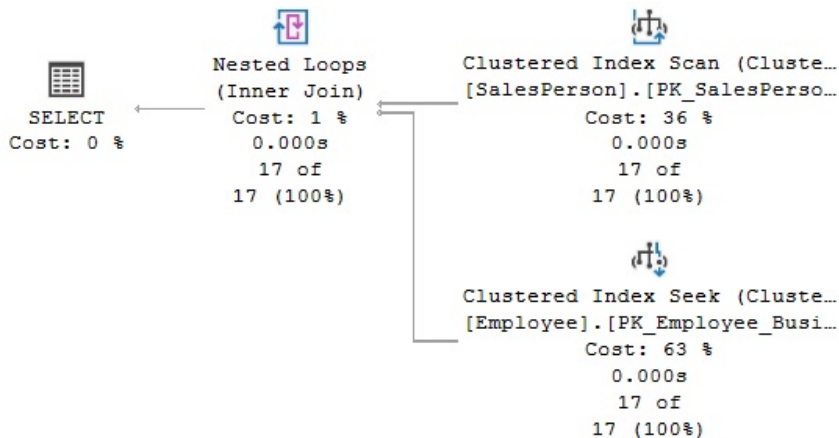 SELECT
Cost: 0 %
Nested Loops
(Inner Join)
Cost: 1 %
0.000s
17 of
17 (100%)
Clustered Index Scan (Cluste…
[SalesPerson].[PK_SalesPerso…
Cost: 36 %
0.000s
17 of
17 (100%)
Clustered Index Seek (Cluste…
[Employee].[PK_Employee_Busi…
Cost: 63 %
0.000s
17 of
17 (100%)